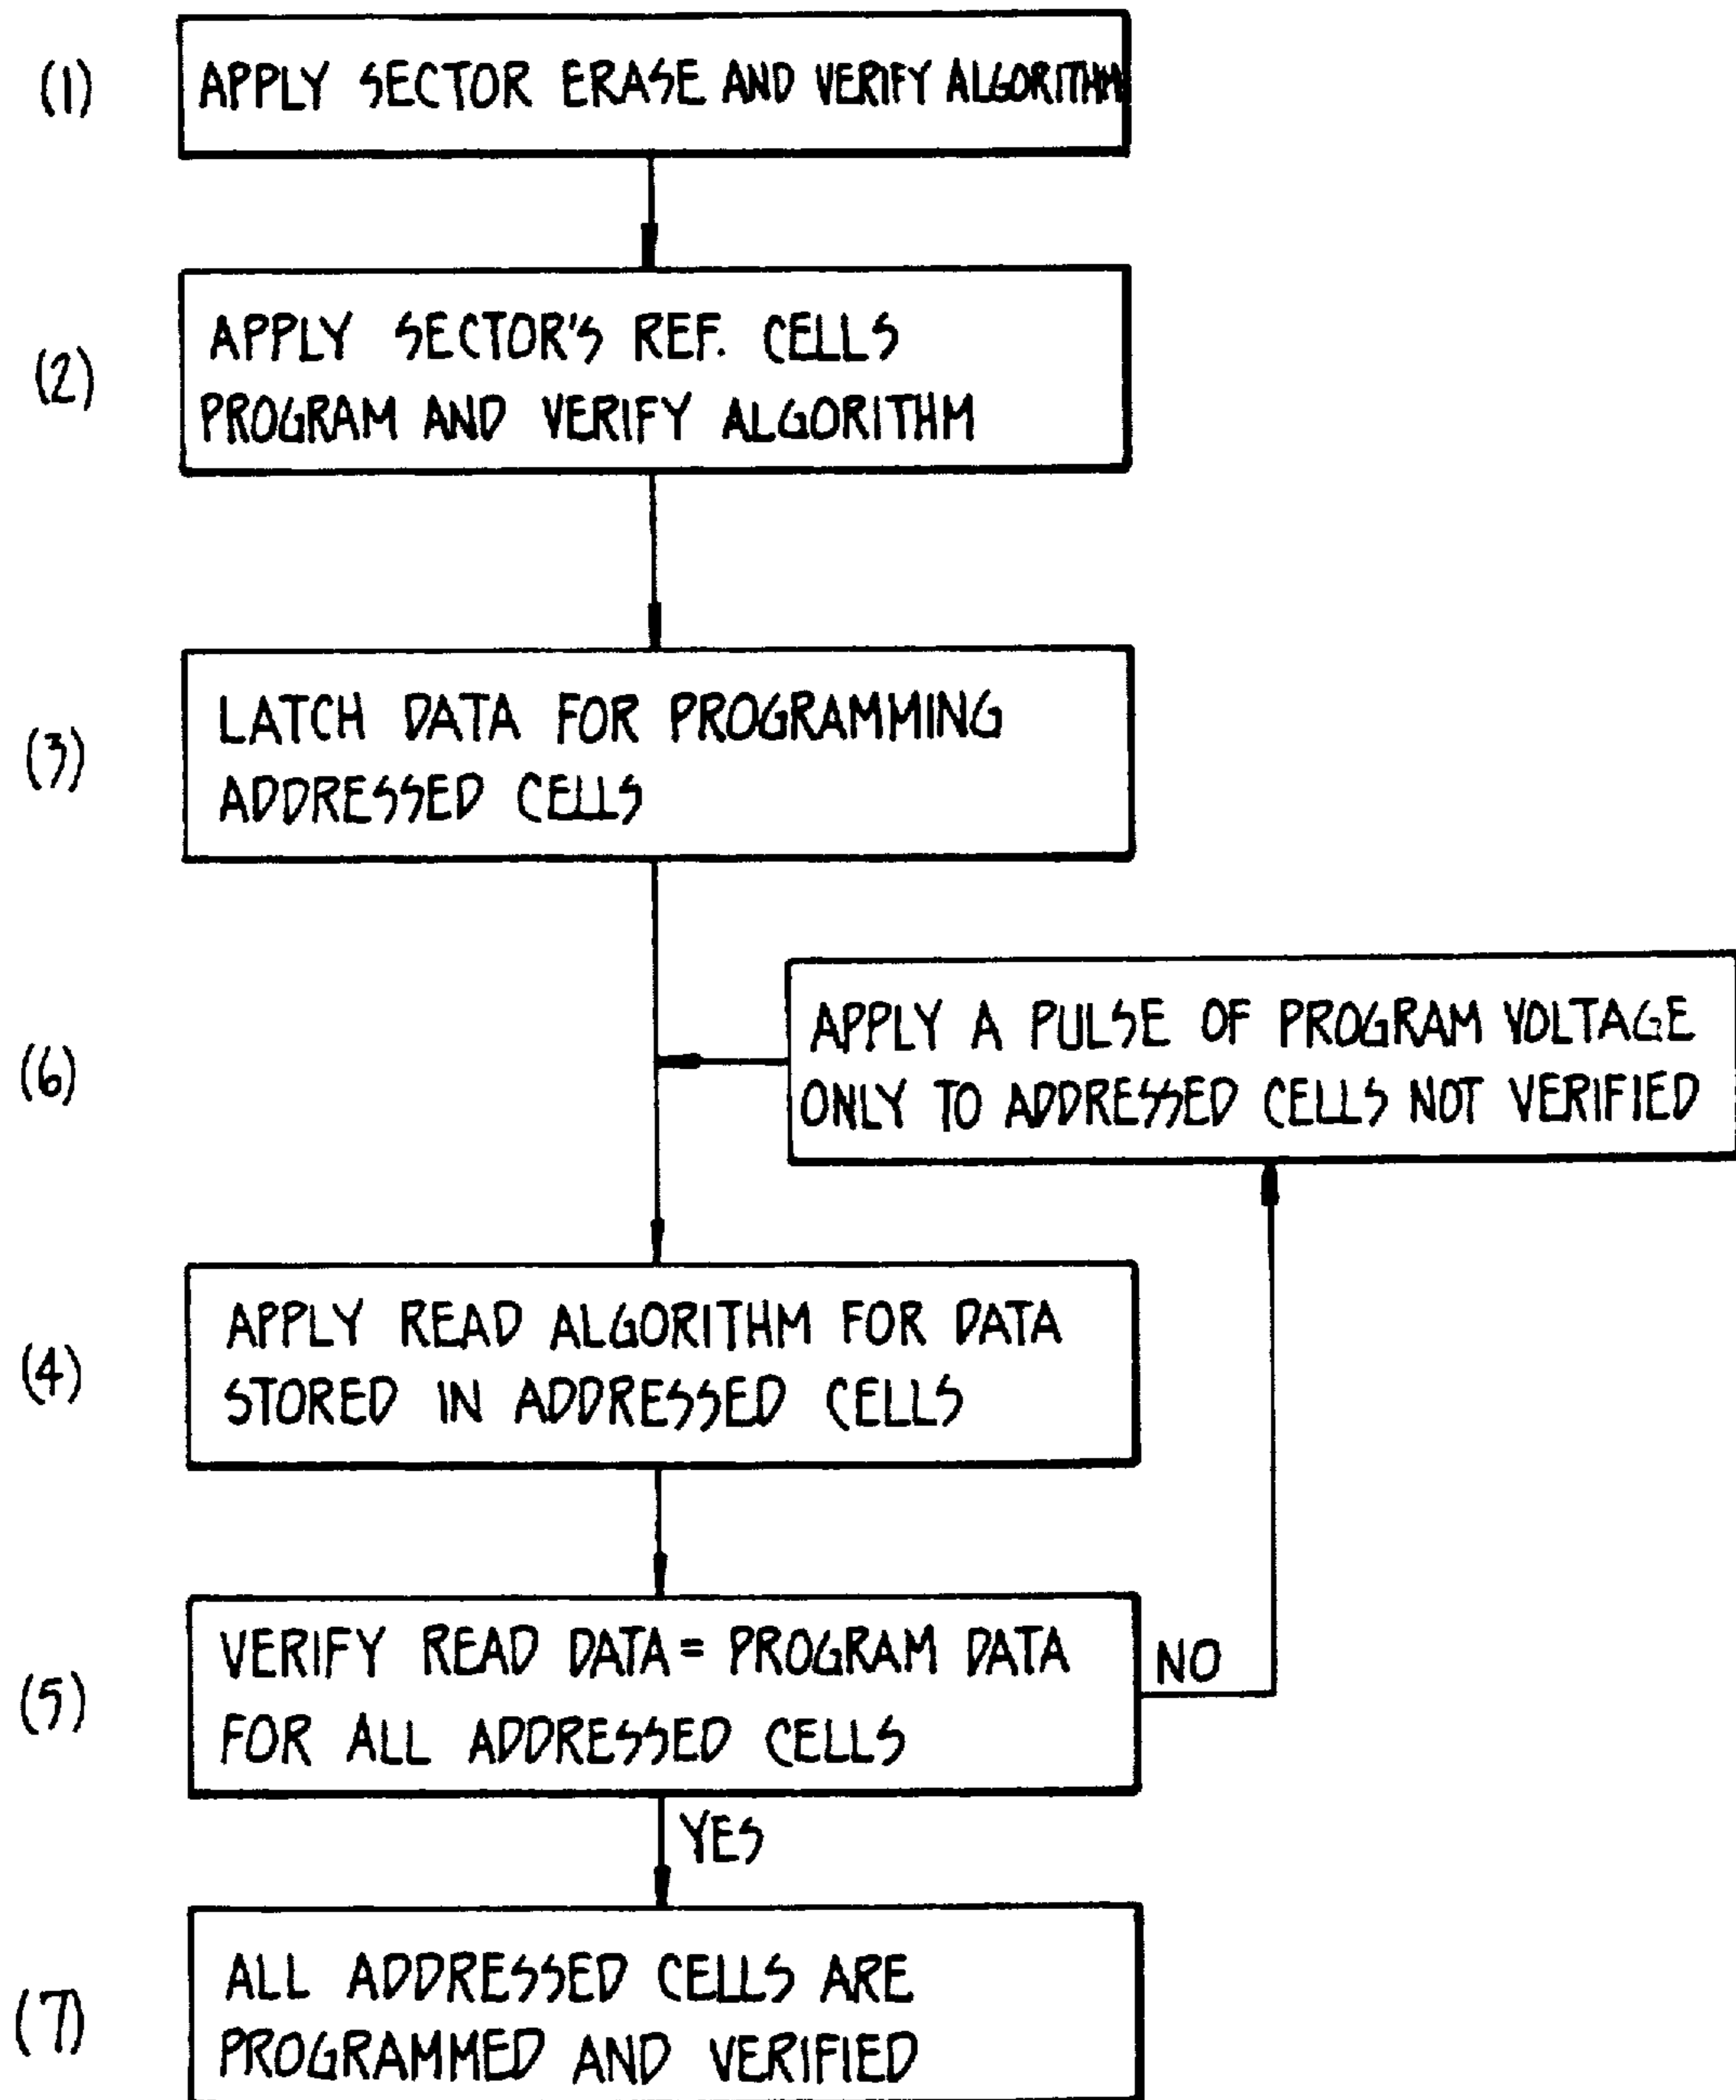 (1)
APPLY SECTOR ERASE AND VERIFY ALGORITHM
(2)
APPLY SECTOR'S REF. CELLS
PROGRAM AND VERIFY ALGORITHM
(3)
LATCH DATA FOR PROGRAMMING
ADDRESSED CELLS
(6)
APPLY A PULSE OF PROGRAM VOLTAGE
ONLY TO ADDRESSED CELLS NOT VERIFIED
(4)
APPLY READ ALGORITHM FOR DATA
STORED IN ADDRESSED CELLS
(5)
VERIFY READ DATA = PROGRAM DATA
FOR ALL ADDRESSED CELLS
NO
YES
(7)
ALL ADDRESSED CELLS ARE
PROGRAMMED AND VERIFIED